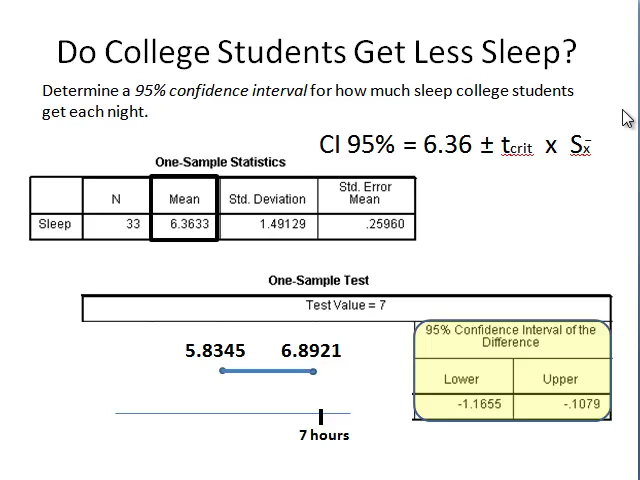 Do College Students Get Less Sleep?
Determine a 95% confidence interval for how much sleep college students
get each night.
CI 95% = 6.36 ± tcrit x Sx̄
One-Sample Statistics
N Mean Std. Deviation Std. Error Mean
Sleep 33 6.3633 1.49129 .25960
One-Sample Test
Test Value = 7
95% Confidence Interval of the
Difference
Lower Upper
-1.1655 -.1079
5.8345 6.8921
7 hours